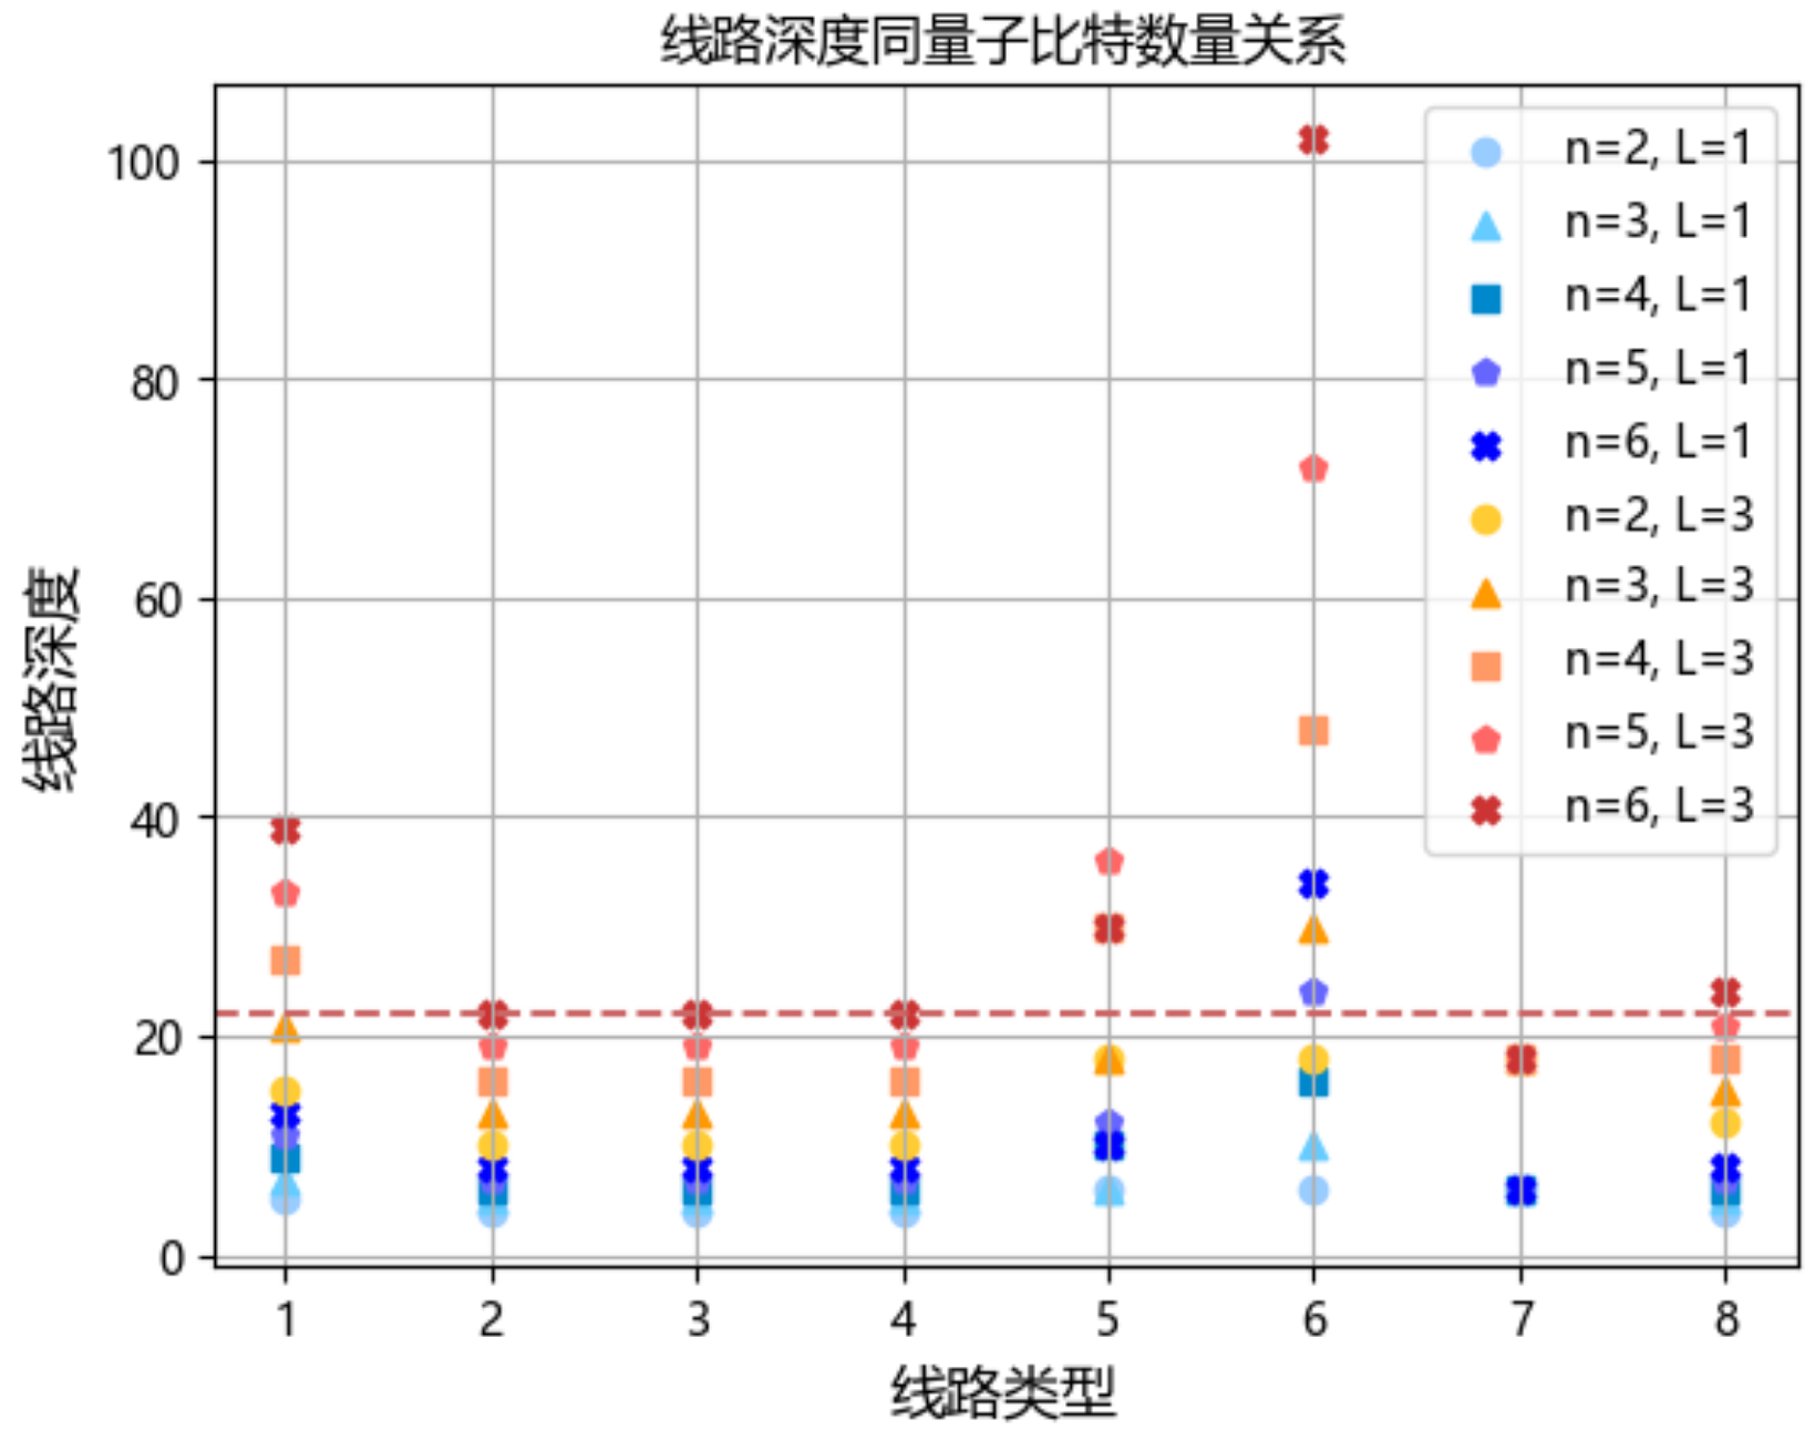 线路深度同量子比特数量关系
线路深度
100
80
60
40
20
0
n=2, L=1
n=3, L=1
n=4, L=1
n=5, L=1
n=6, L=1
n=2, L=3
n=3, L=3
n=4, L=3
n=5, L=3
n=6, L=3
1 2 3 4 5 6 7 8
线路类型